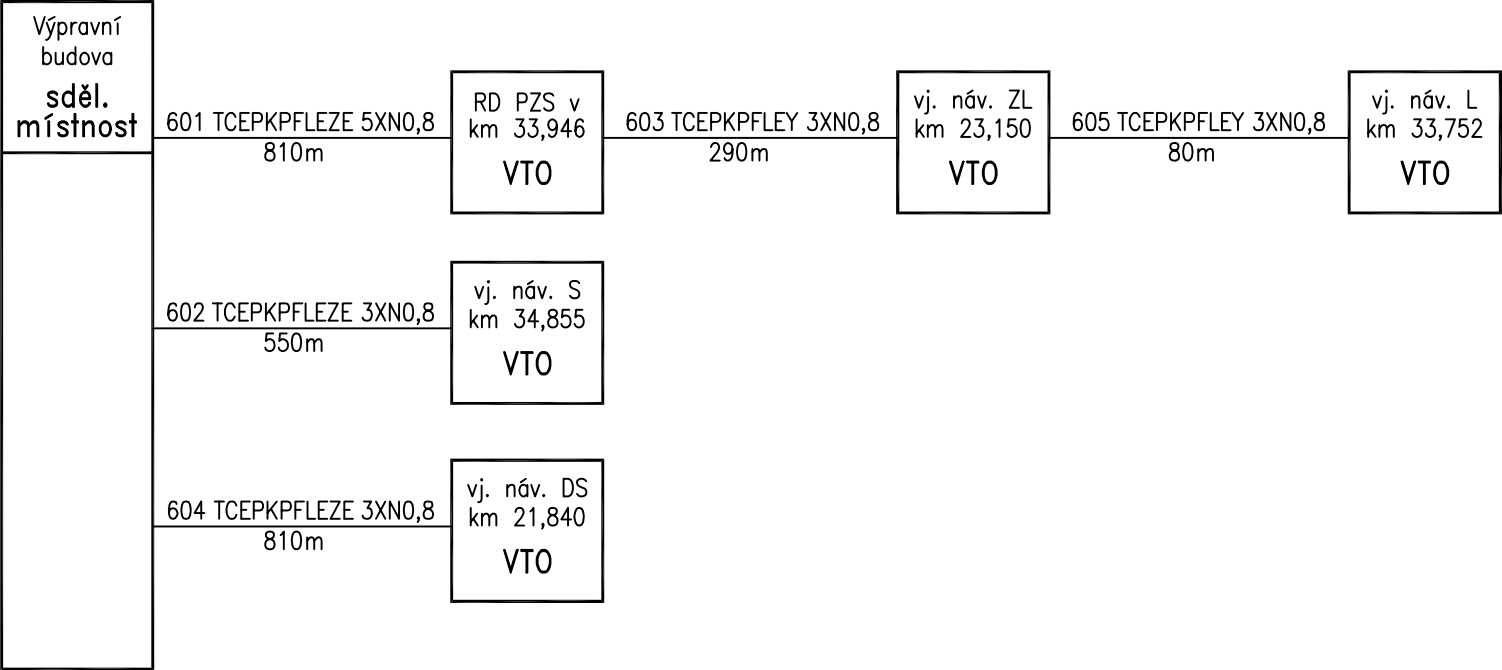 Výpravní
budova
sděl.
místnost
601 TCEPKPFLEZE 5XN0,8
810m
RD PZS v
km 33,946
VTO
603 TCEPKPFLEY 3XN0,8
290m
vj. náv. ZL
km 23,150
VTO
605 TCEPKPFLEY 3XN0,8
80m
vj. náv. L
km 33,752
VTO
602 TCEPKPFLEZE 3XN0,8
550m
vj. náv. S
km 34,855
VTO
604 TCEPKPFLEZE 3XN0,8
810m
vj. náv. DS
km 21,840
VTO